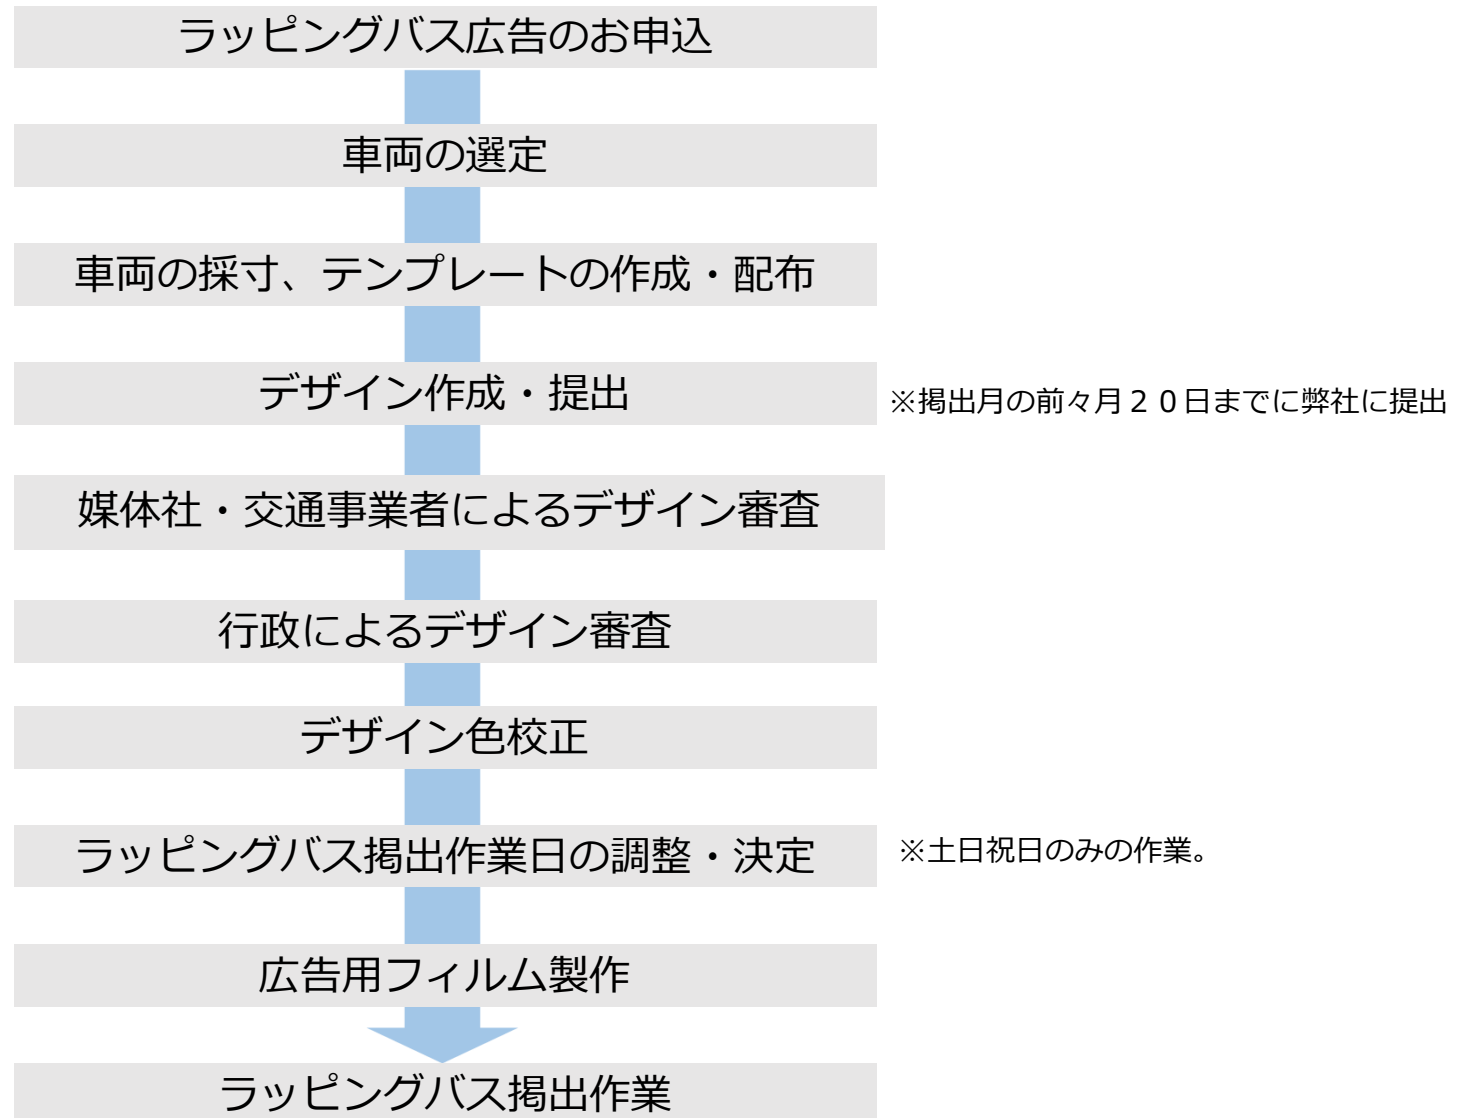 ラッピングバス広告のお申込
車両の選定
車両の採寸、テンプレートの作成・配布
デザイン作成・提出
※掲出月の前々月２０日までに弊社に提出
媒体社・交通事業者によるデザイン審査
行政によるデザイン審査
デザイン色校正
ラッピングバス掲出作業日の調整・決定
※土日祝日のみの作業。
広告用フィルム製作
ラッピングバス掲出作業